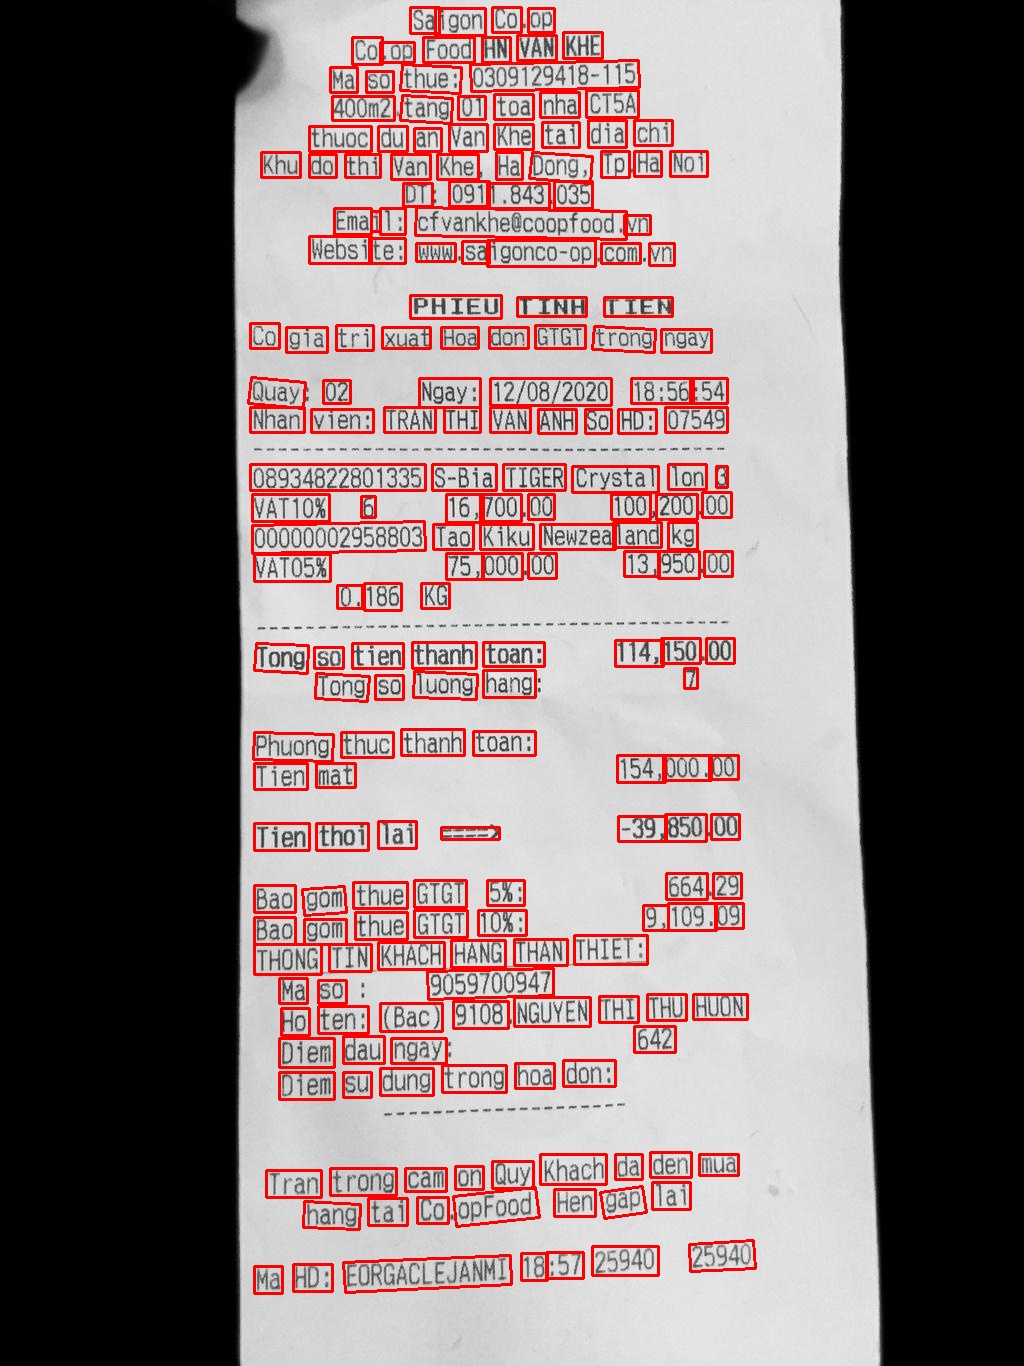 Saigon Co.op
Co.op Food HN VAN KHE
Ma so thue: 0309129418-115
400m2 tang 01 toa nha CT5A
thuoc du an Van Khe tai dia chi
Khu do thi Van Khe, Ha Dong, Tp.Ha Noi
DT: 0911.843.035
Email: cfvankhe@coopfood.vn
Website: www.saigonco-op.com.vn
PHIEU TINH TIEN
Co gia tri xuat Hoa don GTGT trong ngay
Quay: 02 Ngay: 12/08/2020 18:56:54
Nhan vien: TRAN THI VAN ANH So HD: 07549
08934822801335 S-Bia TIGER Crystal lon 3
VAT10% 6 16,700.00 100,200.00
00000002958803 Tao Kiku Newzealand kg
VAT05% 75,000.00 13,950.00
0.186 KG
Tong so tien thanh toan: 114,150.00
Tong so luong hang: 7
Phuong thuc thanh toan:
Tien mat 154,000.00
Tien thoi lai ====> -39,850.00
Bao gom thue GTGT 5%: 664.29
Bao gom thue GTGT 10%: 9,109.09
THONG TIN KHACH HANG THAN THIET:
Ma so : 9059700947
Ho ten: (Bac) 9108.NGUYEN THI THU HUON
Diem dau ngay: 642
Diem su dung trong hoa don:
Tran trong cam on Quy Khach da den mua
hang tai Co.opFood Hen gap lai
Ma HD: EORGACLEJANMI 18:57 25940 25940